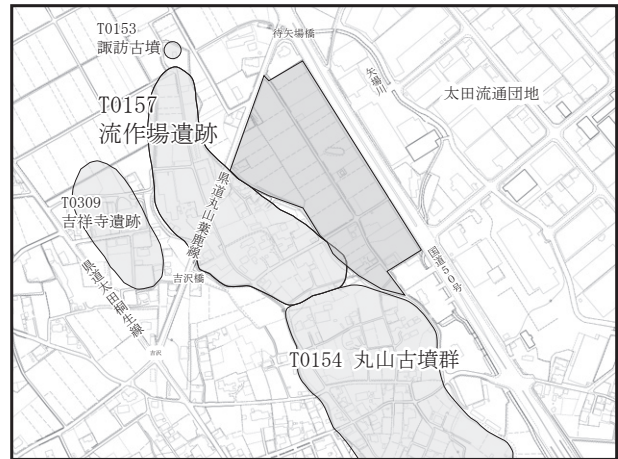 T0153
諏訪古墳
待矢場橋
矢場川
太田流通団地
T0157
流作場遺跡
県道丸山葉鹿線
T0309
吉祥寺遺跡
国道50号
吉沢橋
県道太田桐生線
吉沢
T0154 丸山古墳群